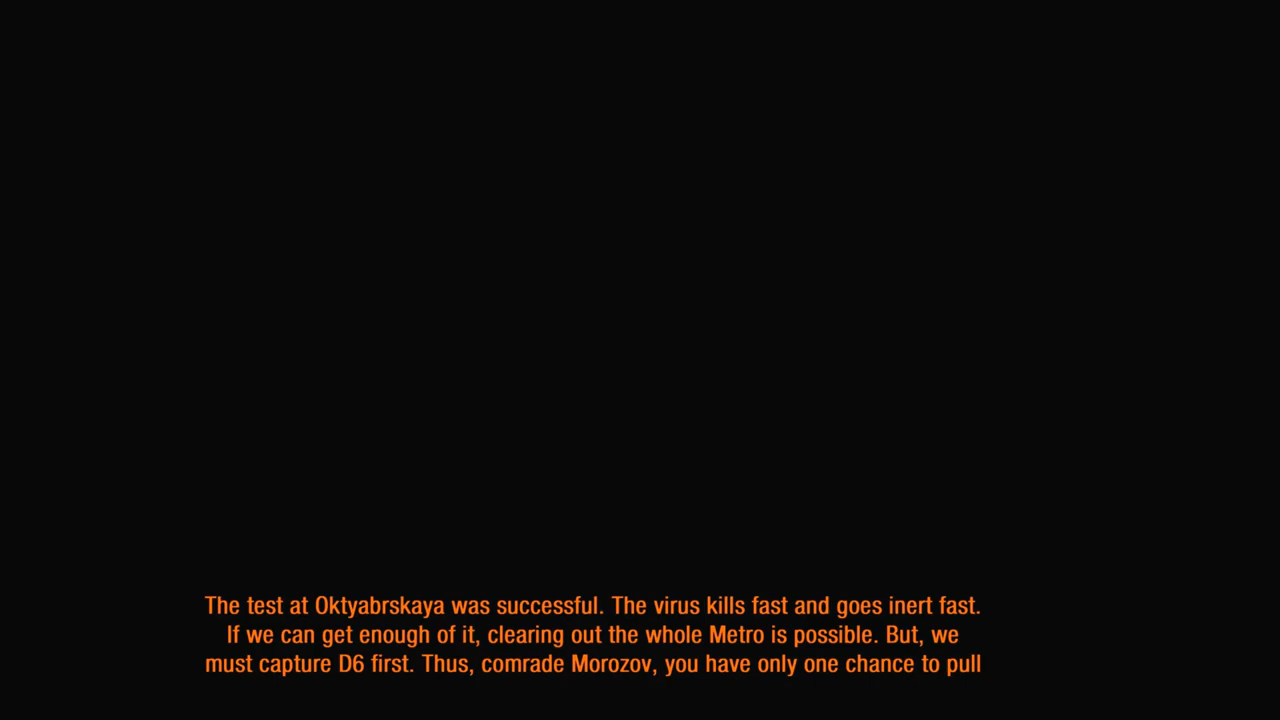 The test at Oktyabrskaya was successful. The virus kills fast and goes inert fast.
If we can get enough of it, clearing out the whole Metro is possible. But, we
must capture D6 first. Thus, comrade Morozov, you have only one chance to pull